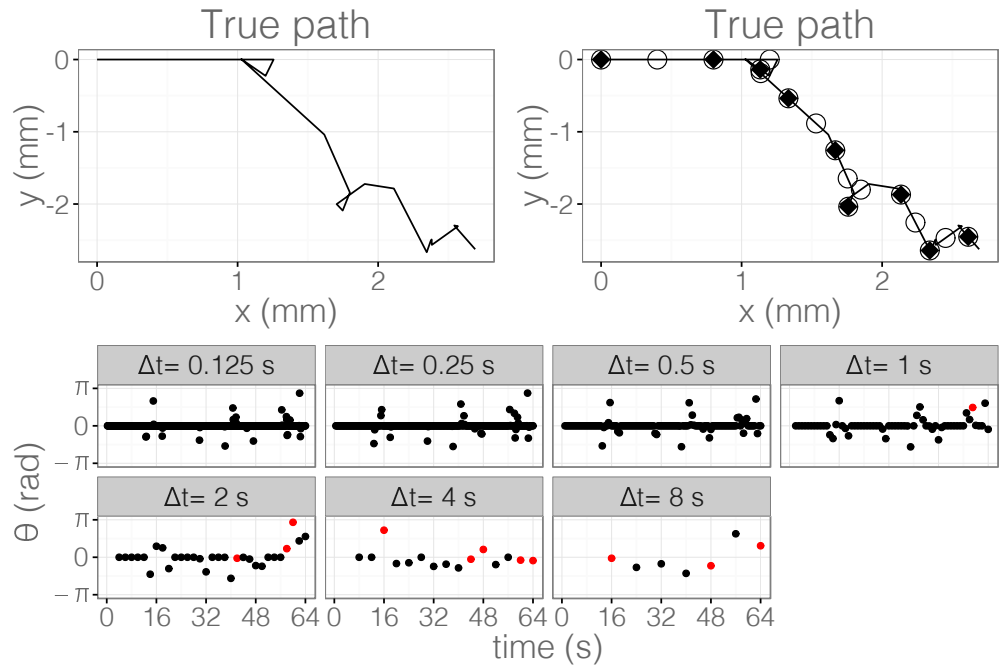 True path
True path
0
-1
-2
y (mm)
0
1
2
x (mm)
0
-1
-2
y (mm)
0
1
2
x (mm)
Δt= 0.125 s
Δt= 0.25 s
Δt= 0.5 s
Δt= 1 s
π
0
−π
Δt= 2 s
Δt= 4 s
Δt= 8 s
π
0
−π
θ (rad)
0 16 32 48 64
0 16 32 48 64
0 16 32 48 64
time (s)